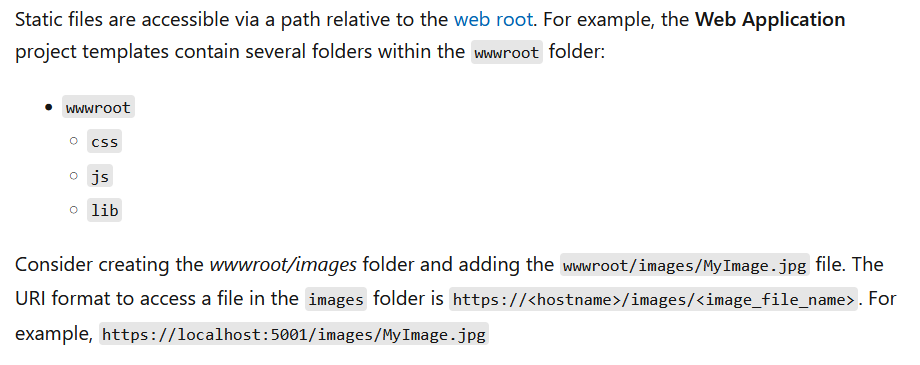 Static files are accessible via a path relative to the web root. For example, the Web Application
project templates contain several folders within the wwwroot folder:
wwwroot
css
js
lib
Consider creating the wwwroot/images folder and adding the wwwroot/images/MyImage.jpg file. The
URI format to access a file in the images folder is https://<hostname>/images/<image_file_name>. For
example, https://localhost:5001/images/MyImage.jpg